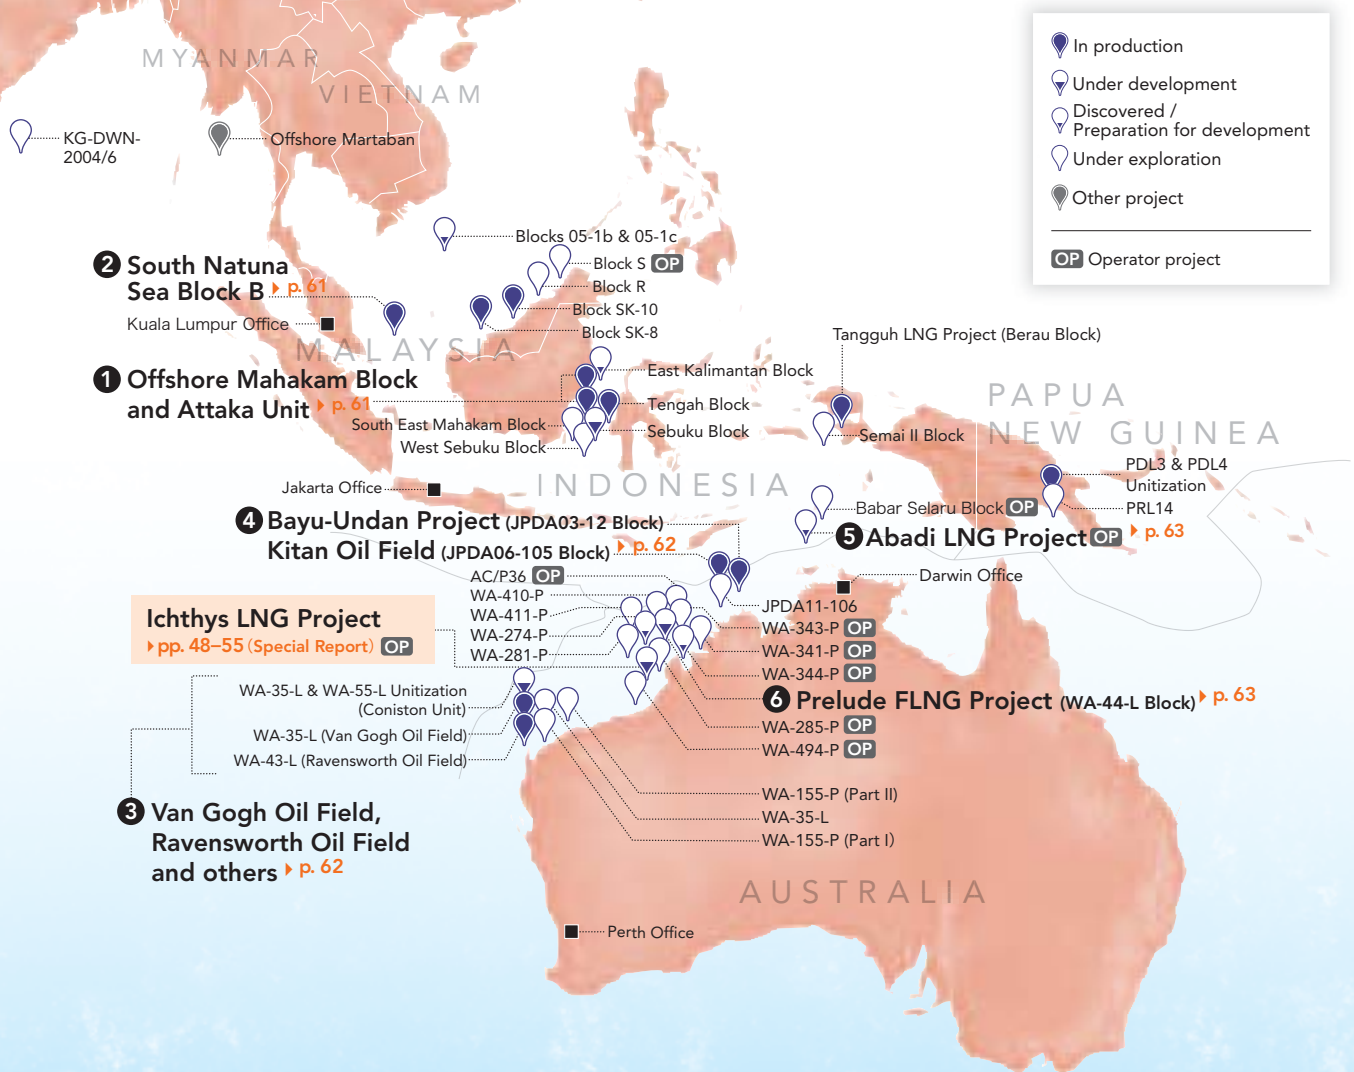 MYANMAR
VIETNAM
KG-DWN-
2004/6
Offshore Martaban
In production
Under development
Discovered /
Preparation for development
Under exploration
Other project
OP Operator project
Blocks 05-1b & 05-1c
Block S OP
Block R
Block SK-10
Block SK-8
2 South Natuna
Sea Block B p. 61
Kuala Lumpur Office
MALAYSIA
1 Offshore Mahakam Block
and Attaka Unit p. 61
East Kalimantan Block
Tengah Block
Sebuku Block
South East Mahakam Block
West Sebuku Block
Tangguh LNG Project (Berau Block)
Semai II Block
PAPUA
NEW GUINEA
PDL3 & PDL4
Unitization
PRL14
INDONESIA
Jakarta Office
Babar Selaru Block OP
5 Abadi LNG Project OP p. 63
4 Bayu-Undan Project (JPDA03-12 Block)
Kitan Oil Field (JPDA06-105 Block) p. 62
Darwin Office
AC/P36 OP
WA-410-P
WA-411-P
WA-274-P
WA-281-P
JPDA11-106
WA-343-P OP
WA-341-P OP
WA-344-P OP
6 Prelude FLNG Project (WA-44-L Block) p. 63
WA-285-P OP
WA-494-P OP
Ichthys LNG Project
pp. 48–55 (Special Report) OP
WA-35-L & WA-55-L Unitization
(Coniston Unit)
WA-35-L (Van Gogh Oil Field)
WA-43-L (Ravensworth Oil Field)
3 Van Gogh Oil Field,
Ravensworth Oil Field
and others p. 62
WA-155-P (Part II)
WA-35-L
WA-155-P (Part I)
AUSTRALIA
Perth Office